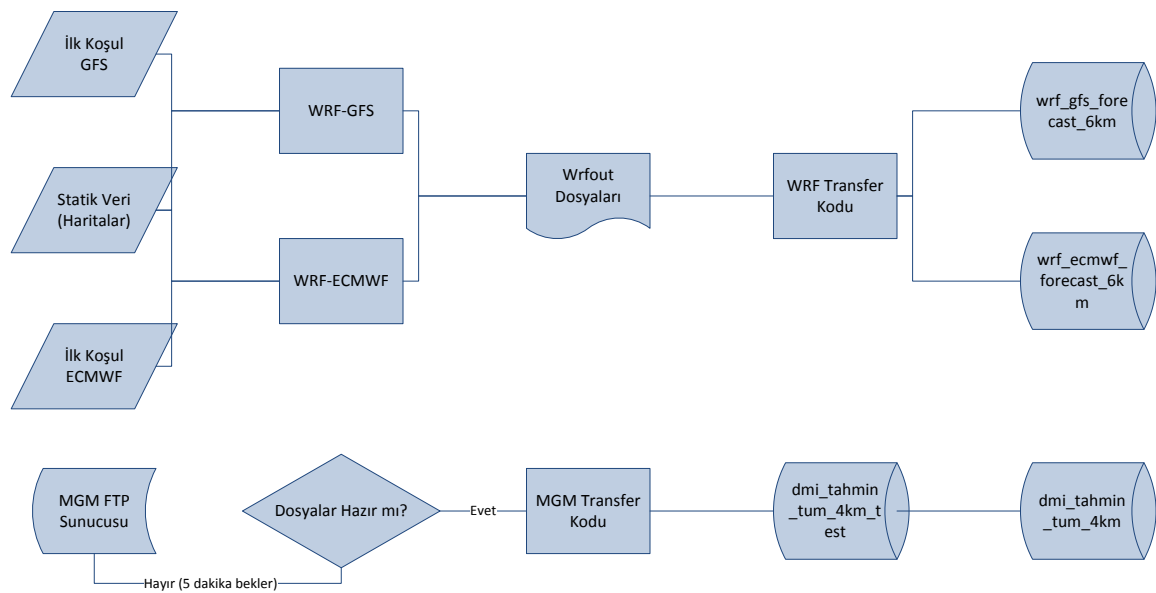 İlk Koşul
GFS
WRF-GFS
wrf_gfs_fore
cast_6km
Statik Veri
(Haritalar)
Wrfout
Dosyaları
WRF Transfer
Kodu
WRF-ECMWF
wrf_ecmwf_
forecast_6k
m
İlk Koşul
ECMWF
MGM FTP
Sunucusu
Dosyalar Hazır mı?
Evet
MGM Transfer
Kodu
dmi_tahmin
_tum_4km_t
est
dmi_tahmin
_tum_4km
Hayır (5 dakika bekler)